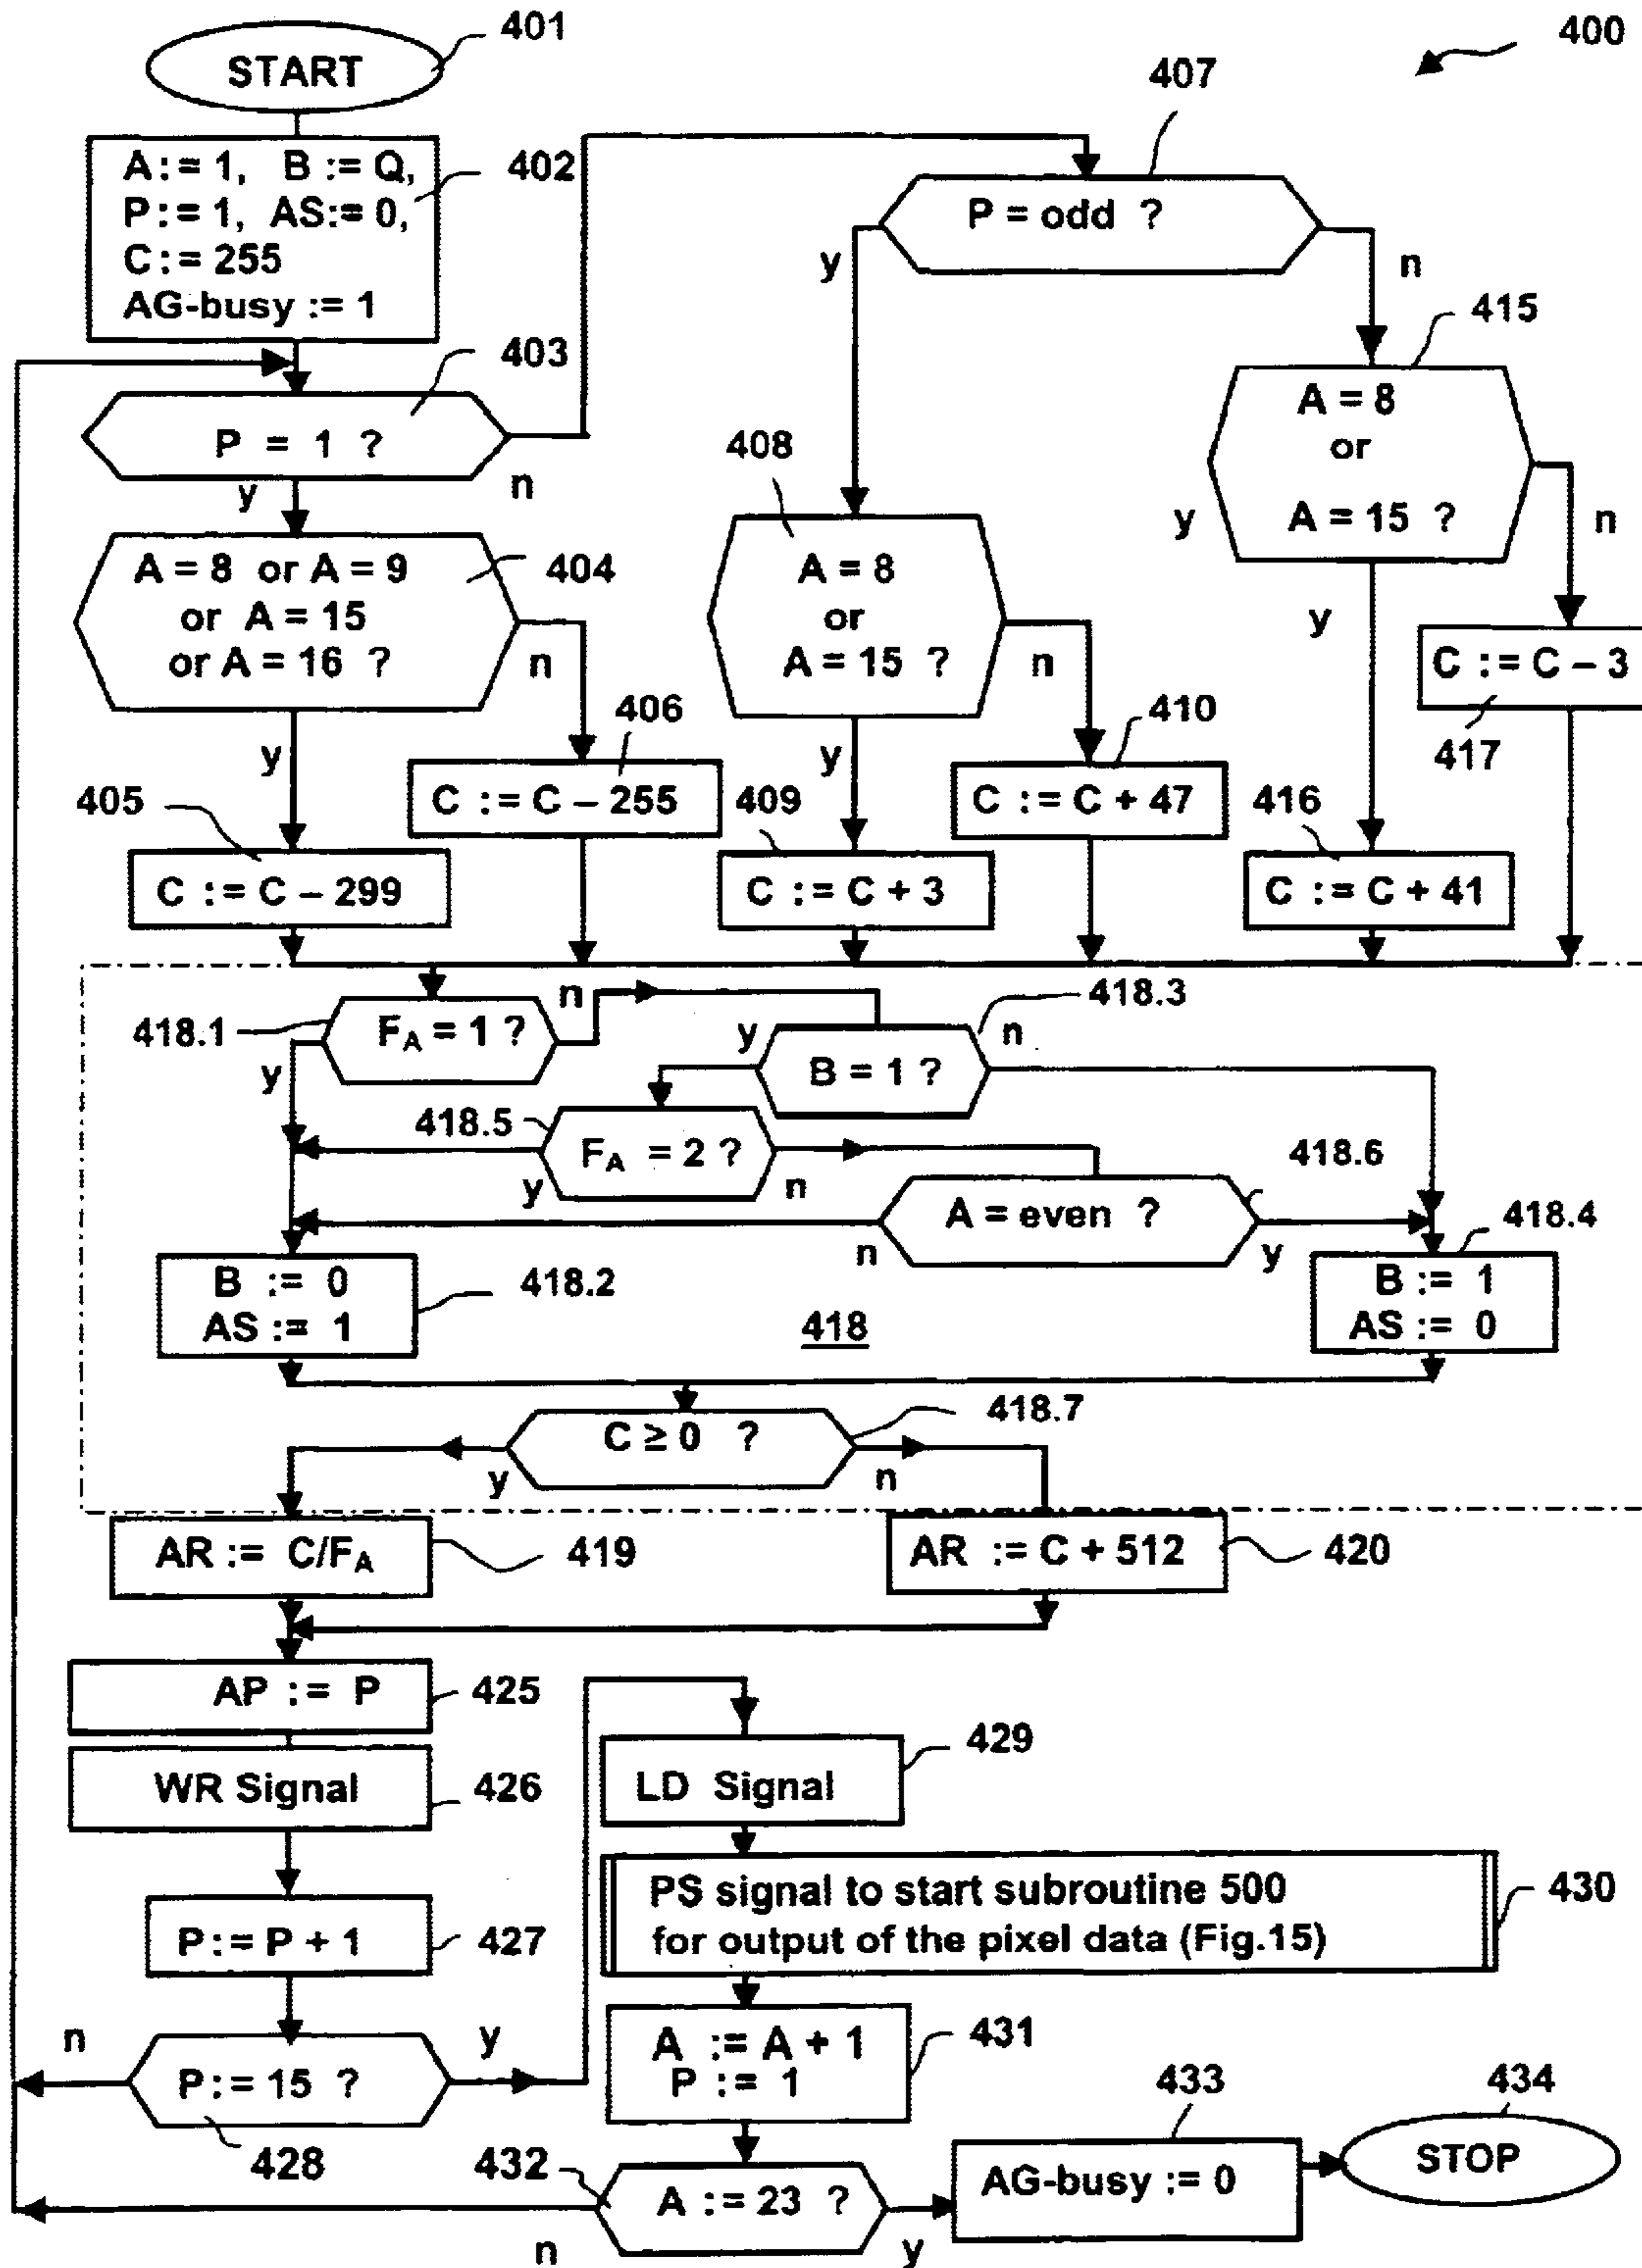 400
START
401
A := 1, B := Q,
P := 1, AS := 0,
C := 255
AG-busy := 1
402
403
P = 1 ?
y
n
A = 8 or A = 9
or A = 15
or A = 16 ?
404
y
n
405
C := C – 299
406
C := C – 255
407
P = odd ?
y
n
408
A = 8
or
A = 15 ?
y
n
409
C := C + 3
410
C := C + 47
415
A = 8
or
A = 15 ?
y
y
n
416
C := C + 41
C := C – 3
417
418.1
FA = 1 ?
n
y
418.3
B = 1 ?
y
n
418.5
FA = 2 ?
y
n
418.6
A = even ?
n
y
418.4
B := 1
AS := 0
B := 0
AS := 1
418.2
418
C ≥ 0 ?
418.7
y
n
AR := C/FA
419
AR := C + 512
420
AP := P
425
WR Signal
426
P := P + 1
427
n
P := 15 ?
y
428
429
LD Signal
PS signal to start subroutine 500
for output of the pixel data (Fig.15)
430
A := A + 1
P := 1
431
432
A := 23 ?
n
y
433
AG-busy := 0
434
STOP